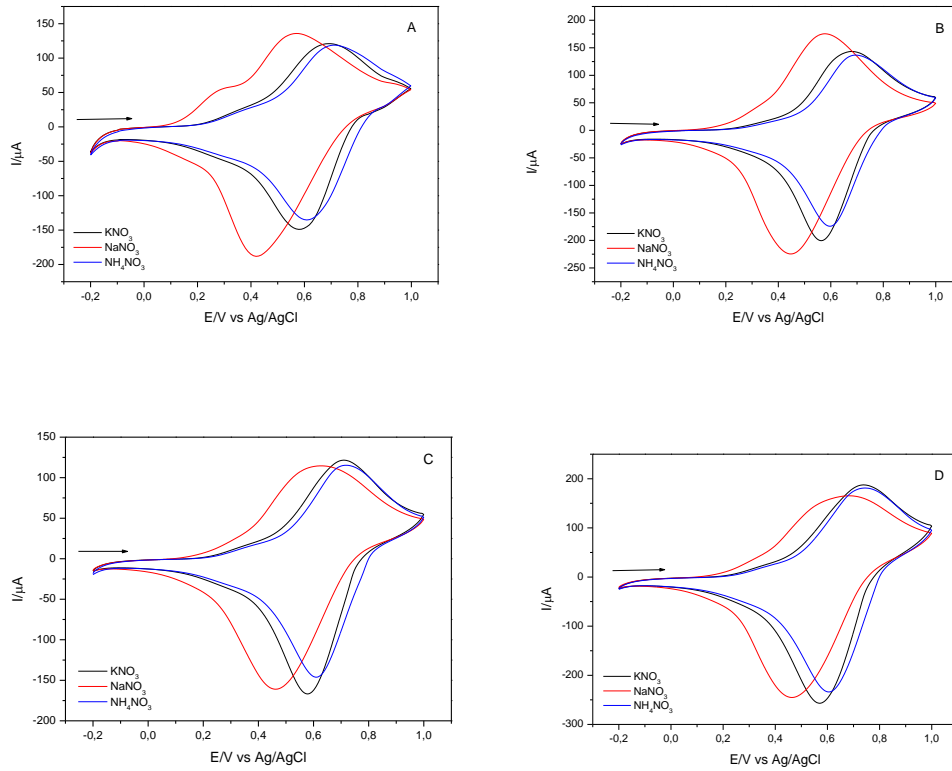 A
150
100
50
0
-50
-100
-150
-200
I/µA
KNO3
NaNO3
NH4NO3
-0,2 0,0 0,2 0,4 0,6 0,8 1,0
E/V vs Ag/AgCl
B
200
150
100
50
0
-50
-100
-150
-200
-250
I/µA
KNO3
NaNO3
NH4NO3
-0,2 0,0 0,2 0,4 0,6 0,8 1,0
E/V vs Ag/AgCl
C
150
100
50
0
-50
-100
-150
-200
I/µA
KNO3
NaNO3
NH4NO3
-0,2 0,0 0,2 0,4 0,6 0,8 1,0
E/V vs Ag/AgCl
D
200
100
0
-100
-200
-300
I/µA
KNO3
NaNO3
NH4NO3
-0,2 0,0 0,2 0,4 0,6 0,8 1,0
E/V vs Ag/AgCl